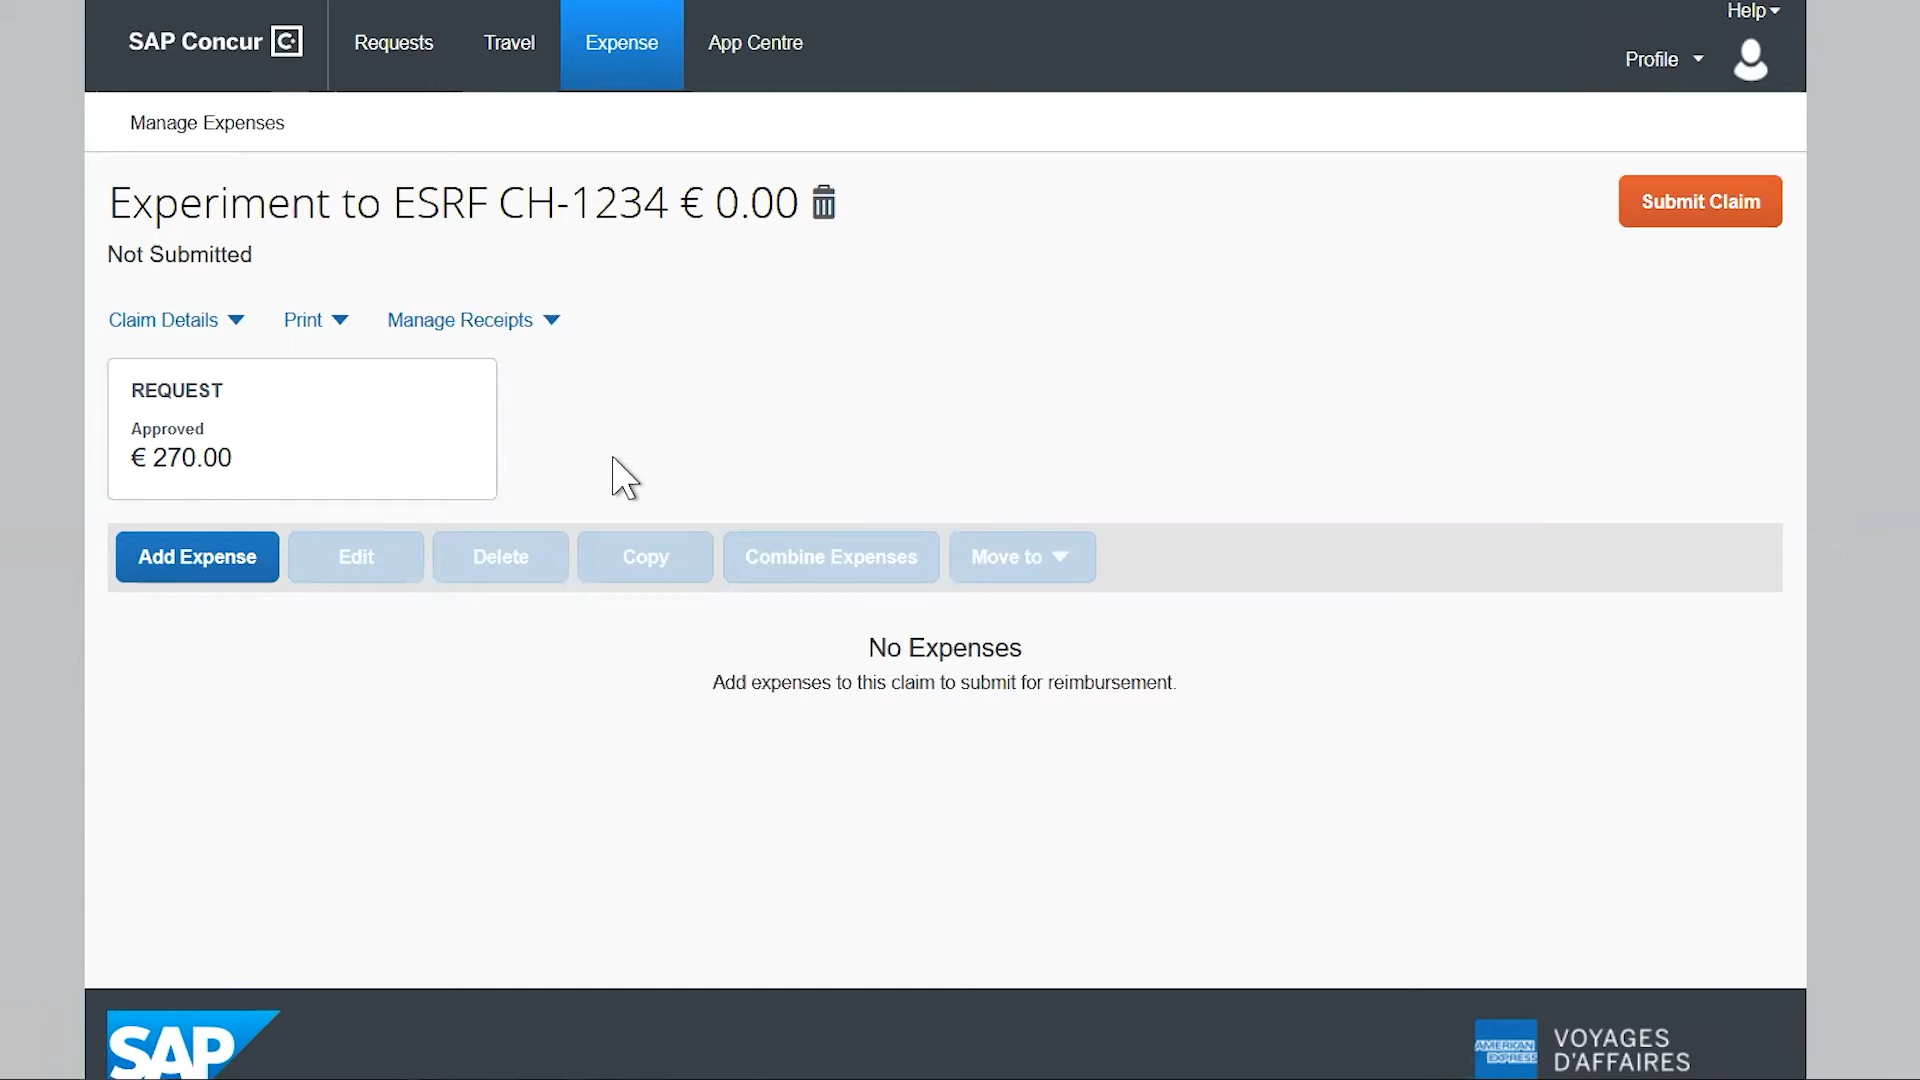 Help
SAP Concur C.
Requests
Travel
Expense
App Centre
Profile
Manage Expenses
Experiment to ESRF CH-1234 € 0.00
Submit Claim
Not Submitted
Claim Details
Print
Manage Receipts
REQUEST
Approved
€ 270.00
Add Expense
Edit
Delete
Copy
Combine Expenses
Move to
No Expenses
Add expenses to this claim to submit for reimbursement.
SAP
AMERICAN
EXPRESS
VOYAGES
D'AFFAIRES